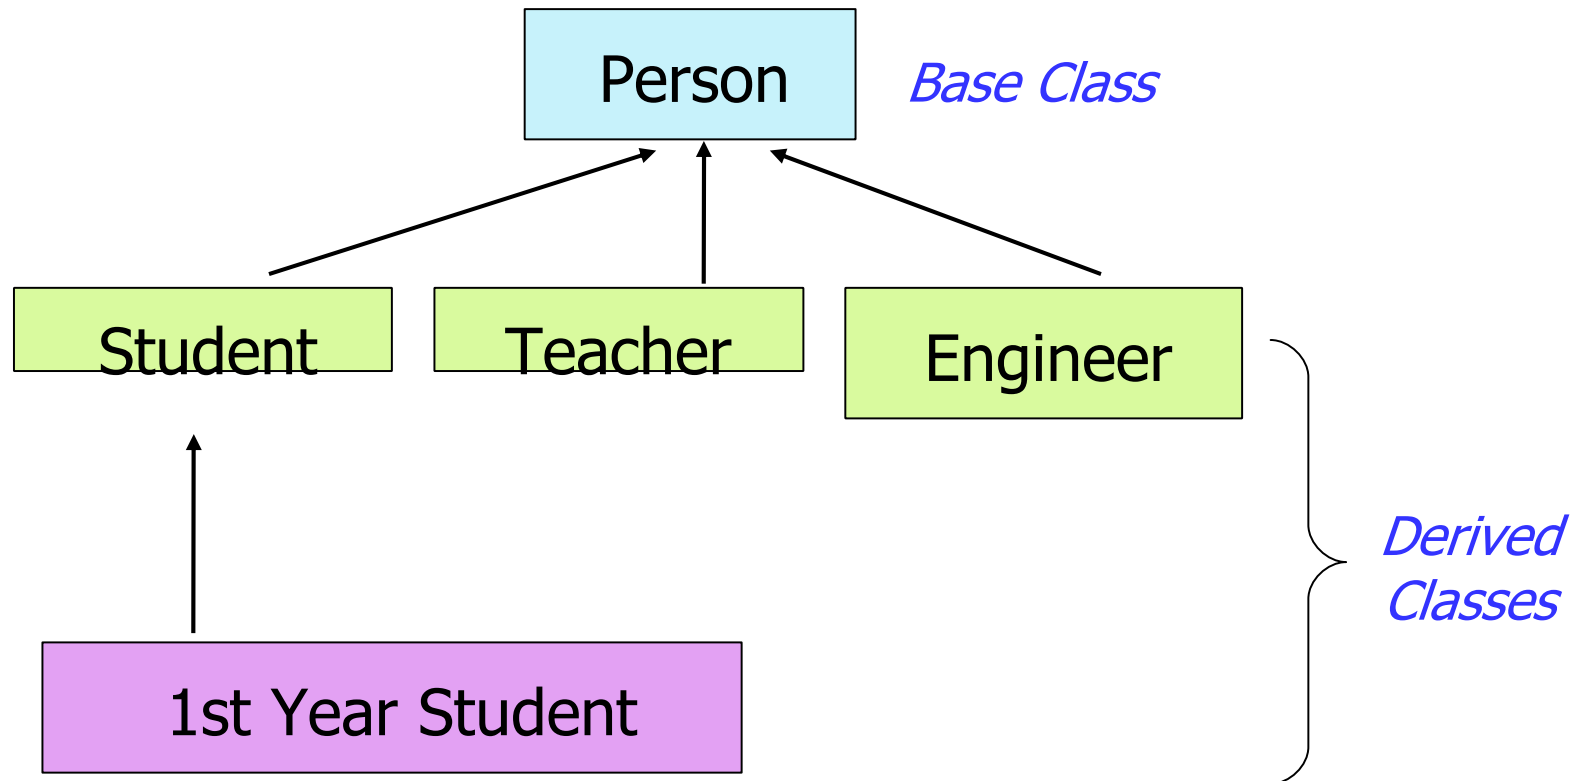 Person
Base Class
Student
Teacher
Engineer
Derived
Classes
1st Year Student